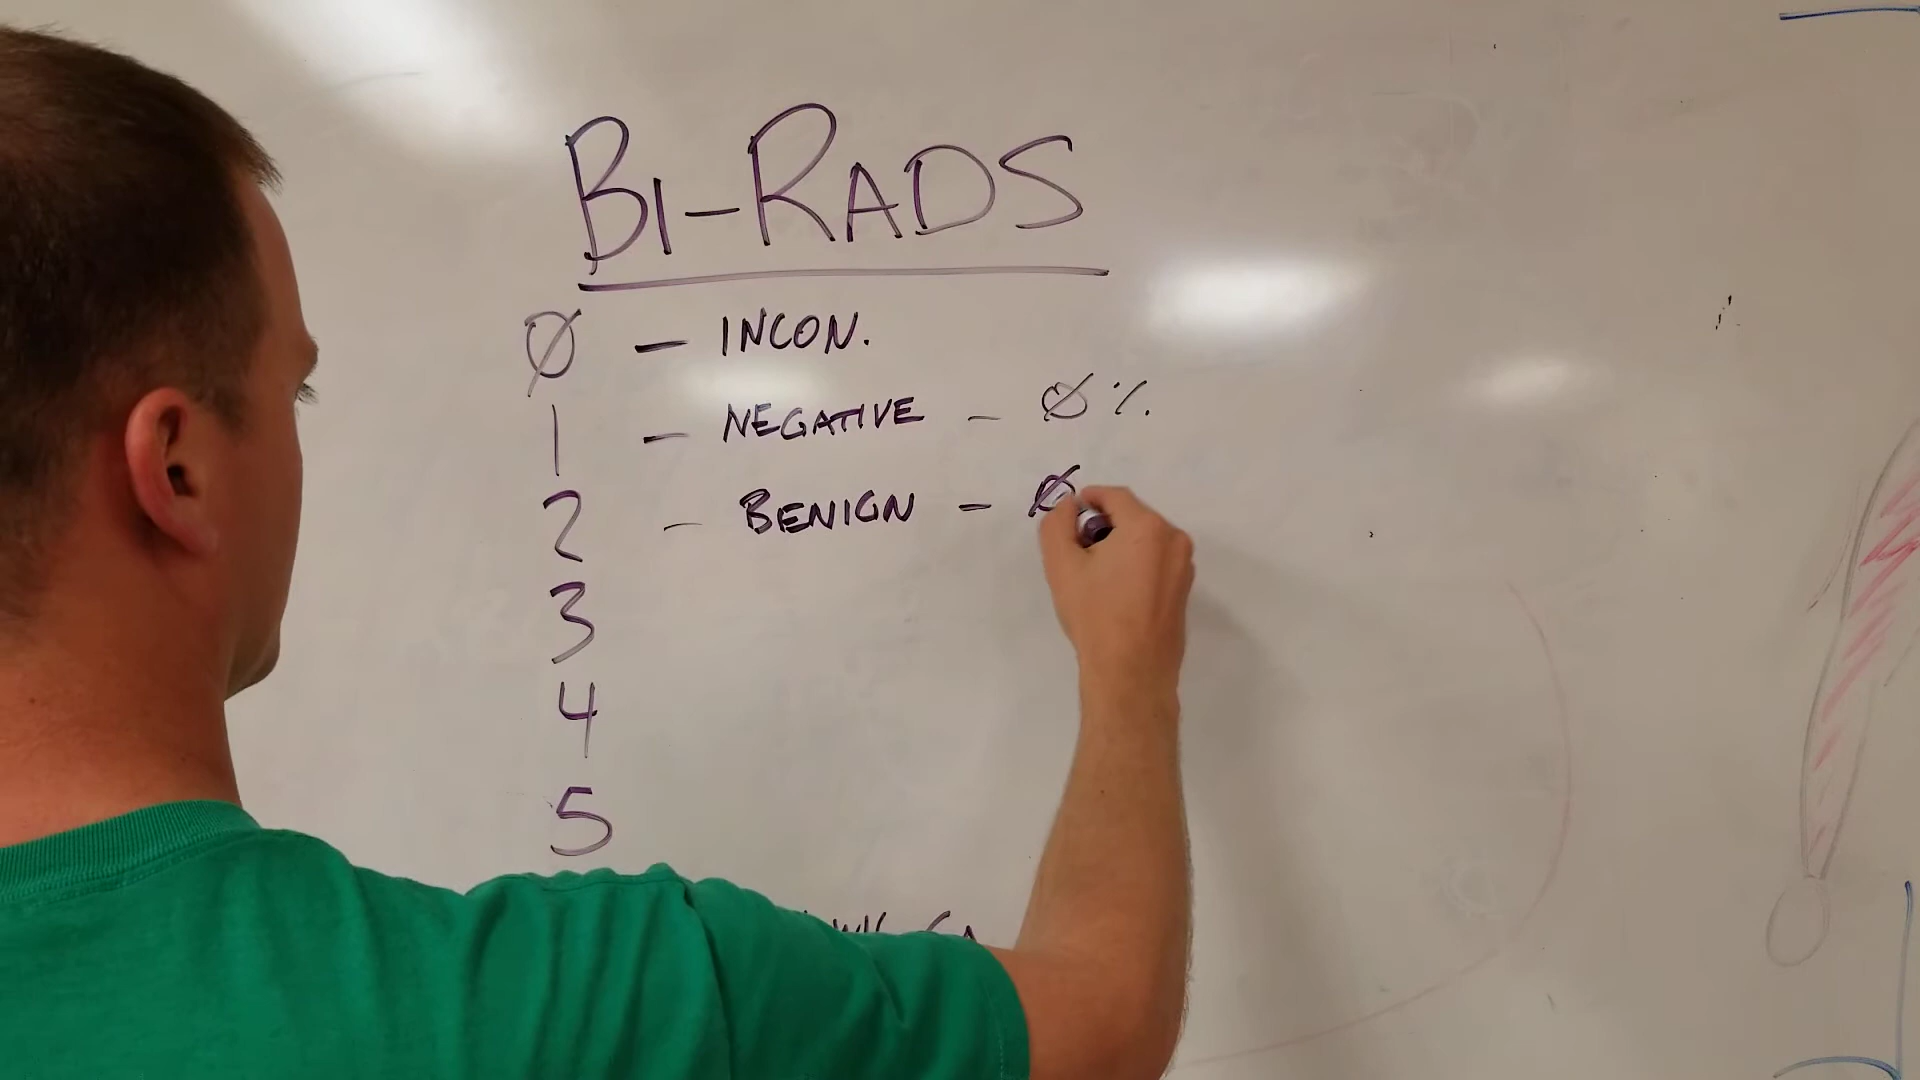 BI-RADS
Ø – INCON.
1 – NEGATIVE – Ø%
2 – BENIGN – Ø
3
4
5